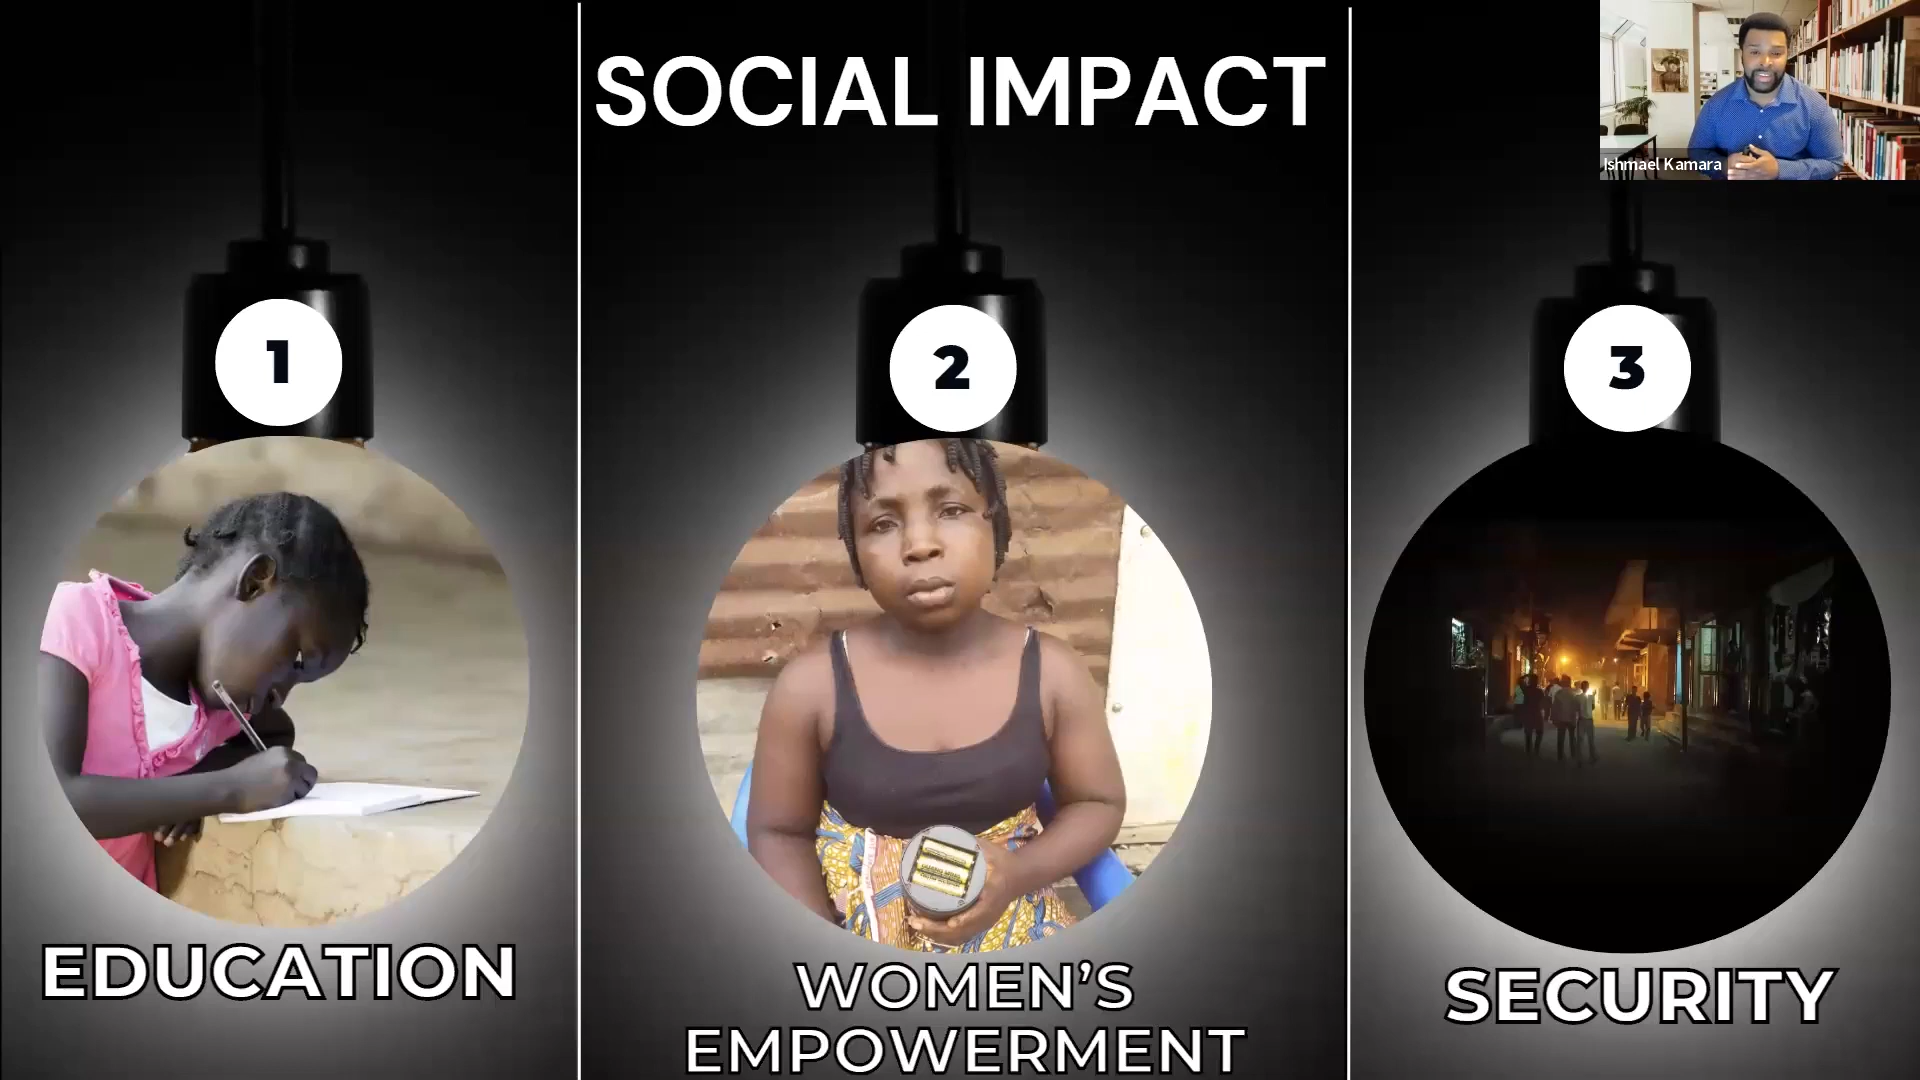 SOCIAL IMPACT
Ishmael Kamara
1
2
3
EDUCATION
WOMEN’S
EMPOWERMENT
SECURITY